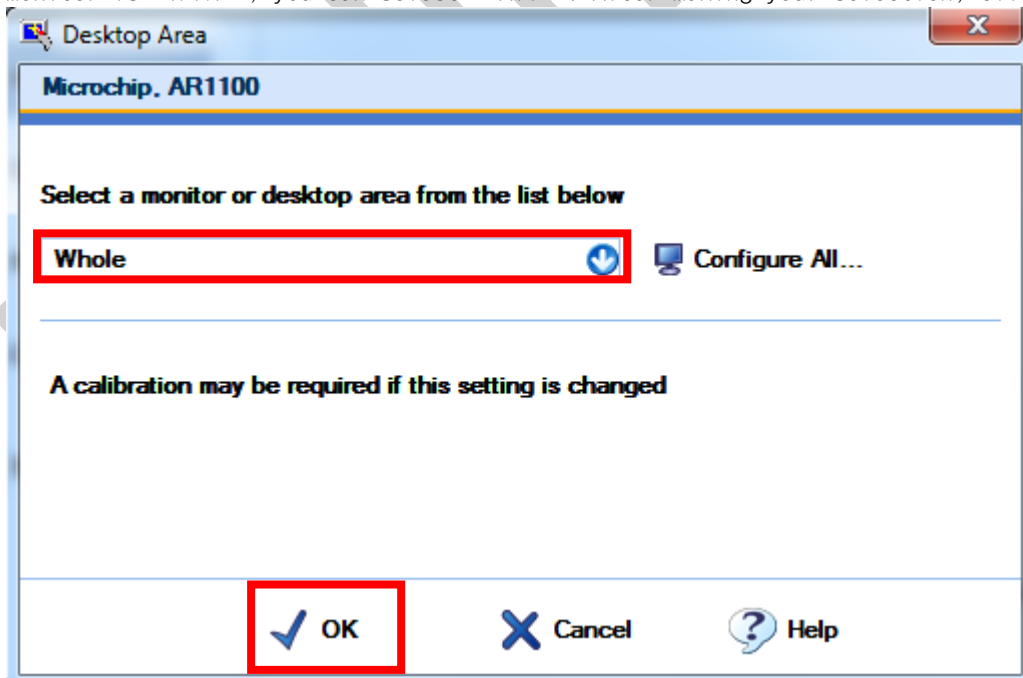 Desktop Area
Microchip, AR1100
Select a monitor or desktop area from the list below
Whole
Configure All...
A calibration may be required if this setting is changed
OK
Cancel
Help